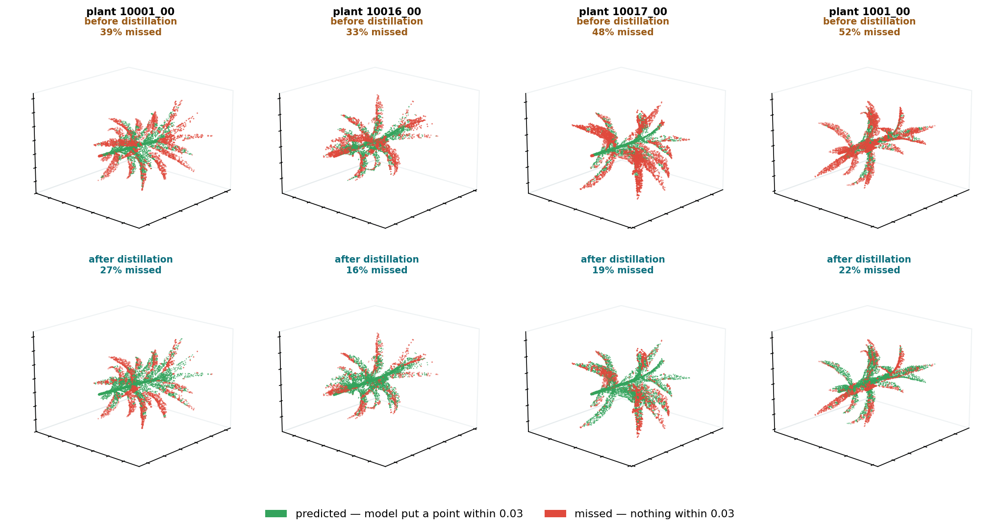 plant 10001_00
before distillation
39% missed
plant 10016_00
before distillation
33% missed
plant 10017_00
before distillation
48% missed
plant 1001_00
before distillation
52% missed
after distillation
27% missed
after distillation
16% missed
after distillation
19% missed
after distillation
22% missed
predicted — model put a point within 0.03
missed — nothing within 0.03